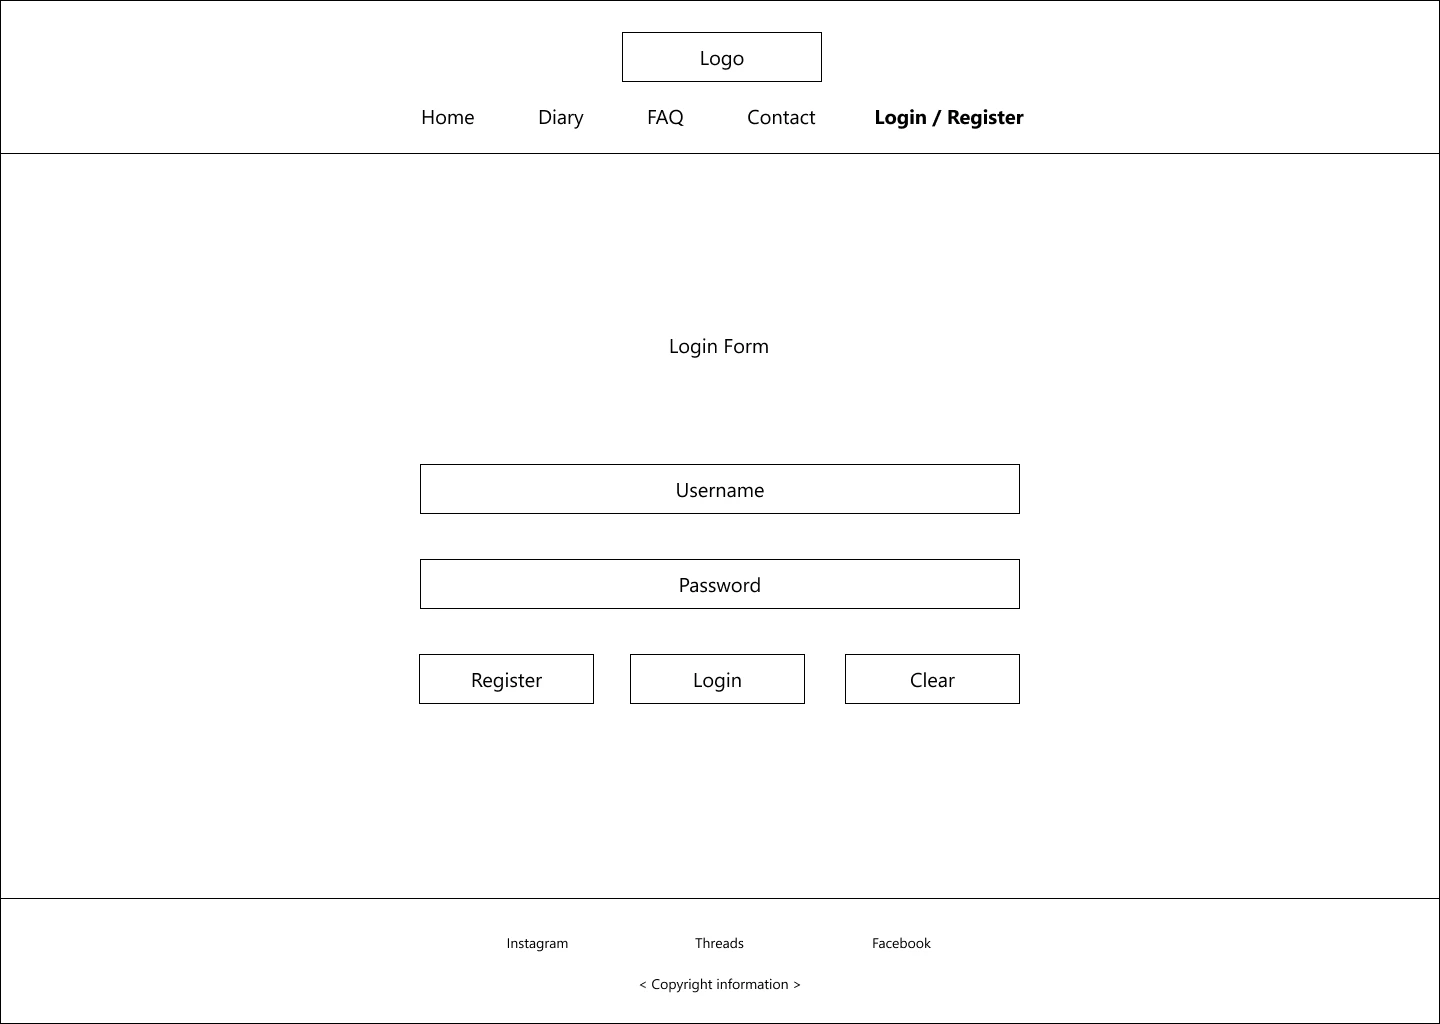 Logo
Home Diary FAQ Contact Login / Register
Login Form
Username
Password
Register Login Clear
Instagram Threads Facebook
< Copyright information >